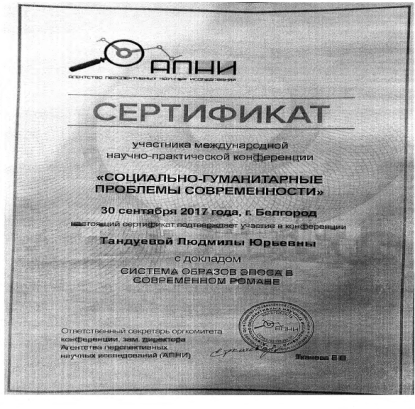 АПНИ
АГЕНТСТВО ПЕРСПЕКТИВНЫХ НАУЧНЫХ ИССЛЕДОВАНИЙ
СЕРТИФИКАТ
участника международной
научно-практической конференции
«СОЦИАЛЬНО-ГУМАНИТАРНЫЕ
ПРОБЛЕМЫ СОВРЕМЕННОСТИ»
30 сентября 2017 года, г. Белгород
настоящий сертификат подтверждает участие в конференции
Тандуевой Людмилы Юрьевны
с докладом
СИСТЕМА ОБРАЗОВ ЭПОСА В
СОВРЕМЕННОМ РОМАНЕ
Ответственный секретарь оргкомитета
конференции, зам. директора
Агентства перспективных
научных исследований (АПНИ)
АПНИ